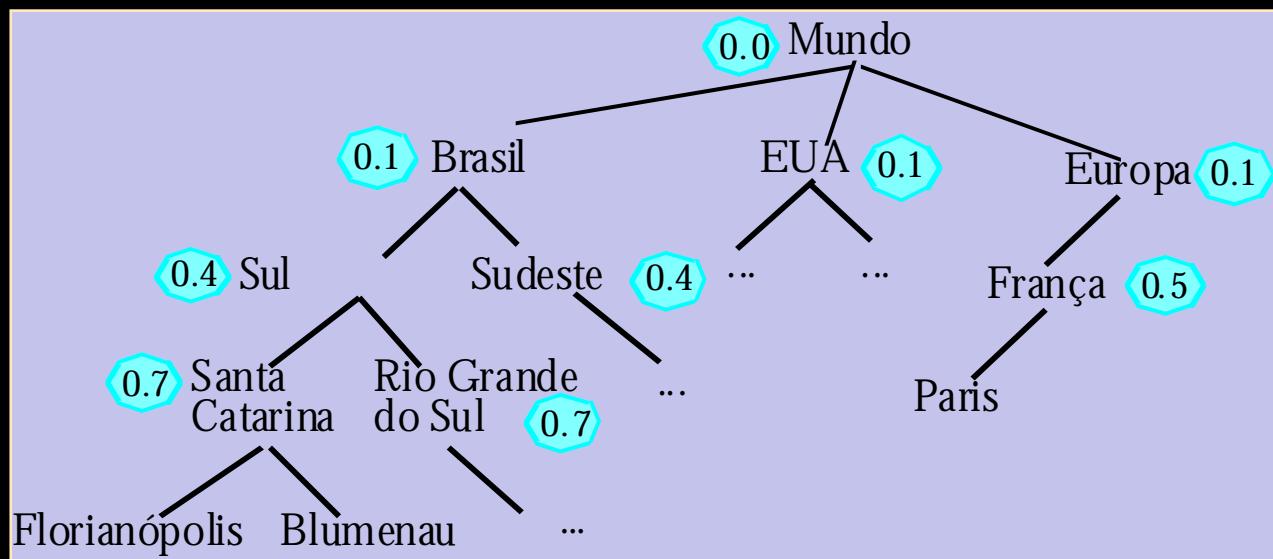 0.0 Mundo
0.1 Brasil EUA 0.1 Europa 0.1
0.4 Sul Sudeste 0.4 ... ... França 0.5
0.7 Santa Catarina Rio Grande do Sul 0.7 ... Paris
Florianópolis Blumenau ...